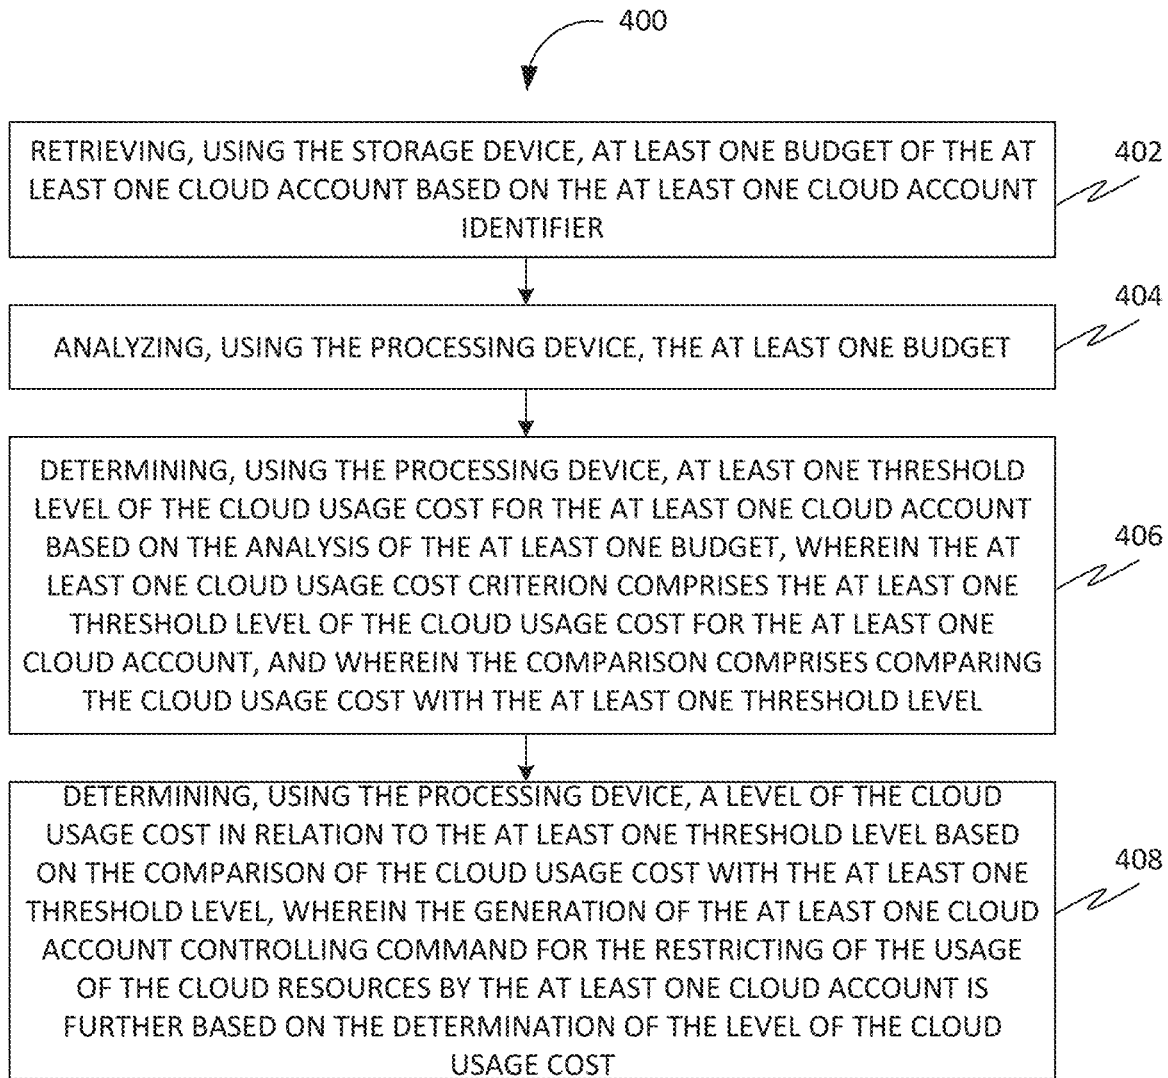 400
RETRIEVING, USING THE STORAGE DEVICE, AT LEAST ONE BUDGET OF THE AT
LEAST ONE CLOUD ACCOUNT BASED ON THE AT LEAST ONE CLOUD ACCOUNT
IDENTIFIER
402
ANALYZING, USING THE PROCESSING DEVICE, THE AT LEAST ONE BUDGET
404
DETERMINING, USING THE PROCESSING DEVICE, AT LEAST ONE THRESHOLD
LEVEL OF THE CLOUD USAGE COST FOR THE AT LEAST ONE CLOUD ACCOUNT
BASED ON THE ANALYSIS OF THE AT LEAST ONE BUDGET, WHEREIN THE AT
LEAST ONE CLOUD USAGE COST CRITERION COMPRISES THE AT LEAST ONE
THRESHOLD LEVEL OF THE CLOUD USAGE COST FOR THE AT LEAST ONE
CLOUD ACCOUNT, AND WHEREIN THE COMPARISON COMPRISES COMPARING
THE CLOUD USAGE COST WITH THE AT LEAST ONE THRESHOLD LEVEL
406
DETERMINING, USING THE PROCESSING DEVICE, A LEVEL OF THE CLOUD
USAGE COST IN RELATION TO THE AT LEAST ONE THRESHOLD LEVEL BASED
ON THE COMPARISON OF THE CLOUD USAGE COST WITH THE AT LEAST ONE
THRESHOLD LEVEL, WHEREIN THE GENERATION OF THE AT LEAST ONE CLOUD
ACCOUNT CONTROLLING COMMAND FOR THE RESTRICTING OF THE USAGE
OF THE CLOUD RESOURCES BY THE AT LEAST ONE CLOUD ACCOUNT IS
FURTHER BASED ON THE DETERMINATION OF THE LEVEL OF THE CLOUD
USAGE COST
408